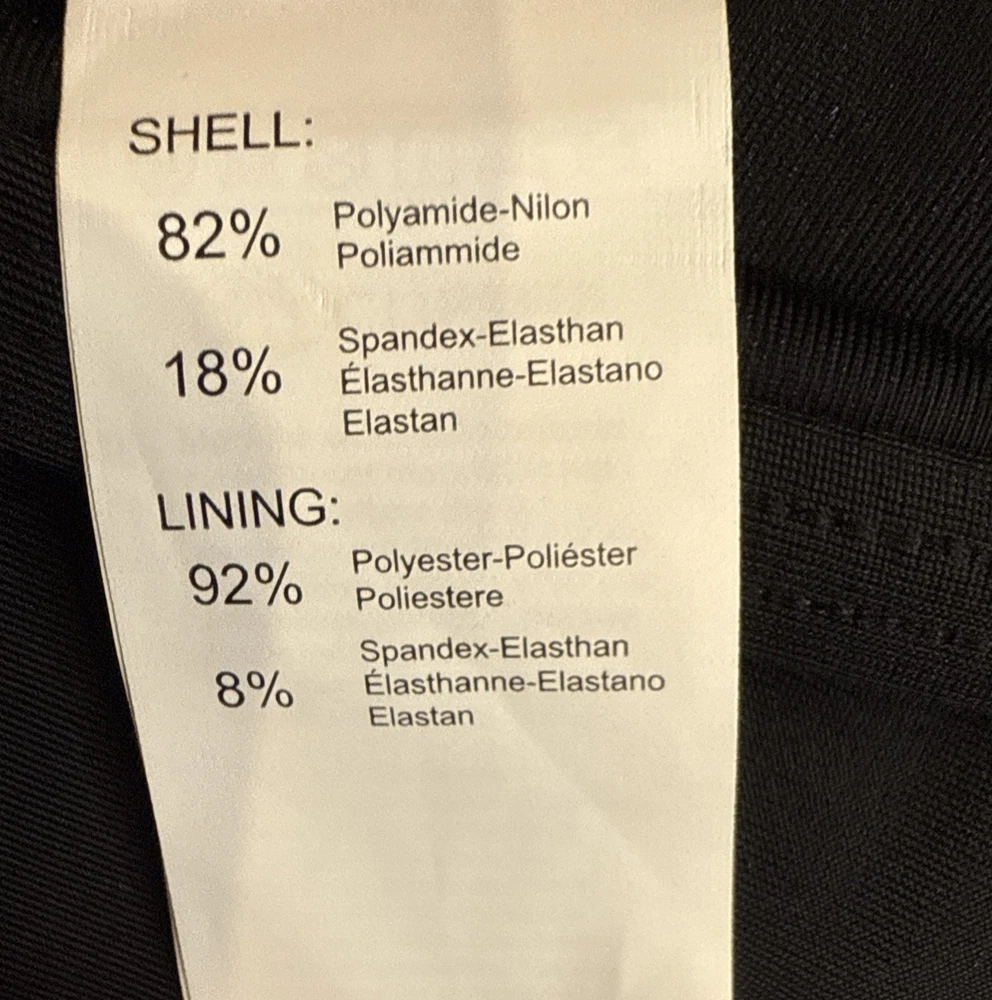 SHELL:
82% Polyamide-Nilon
Poliammide
18% Spandex-Elasthan
Élasthanne-Elastano
Elastan
LINING:
92% Polyester-Poliéster
Poliestere
8% Spandex-Elasthan
Élasthanne-Elastano
Elastan